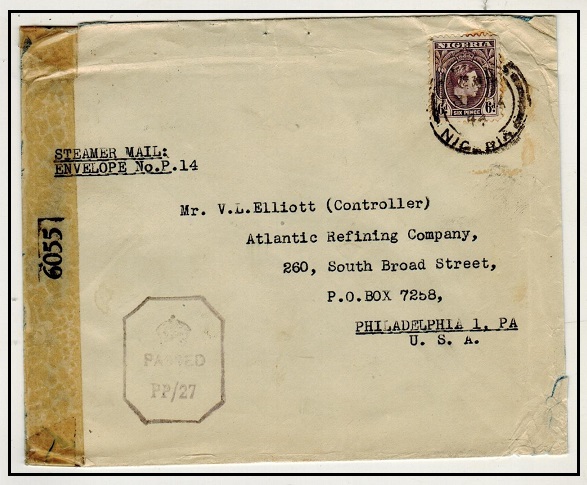 NIGERIA
6d 6d
SIX PENCE
NIGERIA
STEAMER MAIL:
ENVELOPE No.P.14
Mr. V.L.Elliott (Controller)
Atlantic Refining Company,
260, South Broad Street,
P.O.BOX 7258,
PHILADELPHIA 1, PA
U. S. A.
60551
PASSED
PP/27